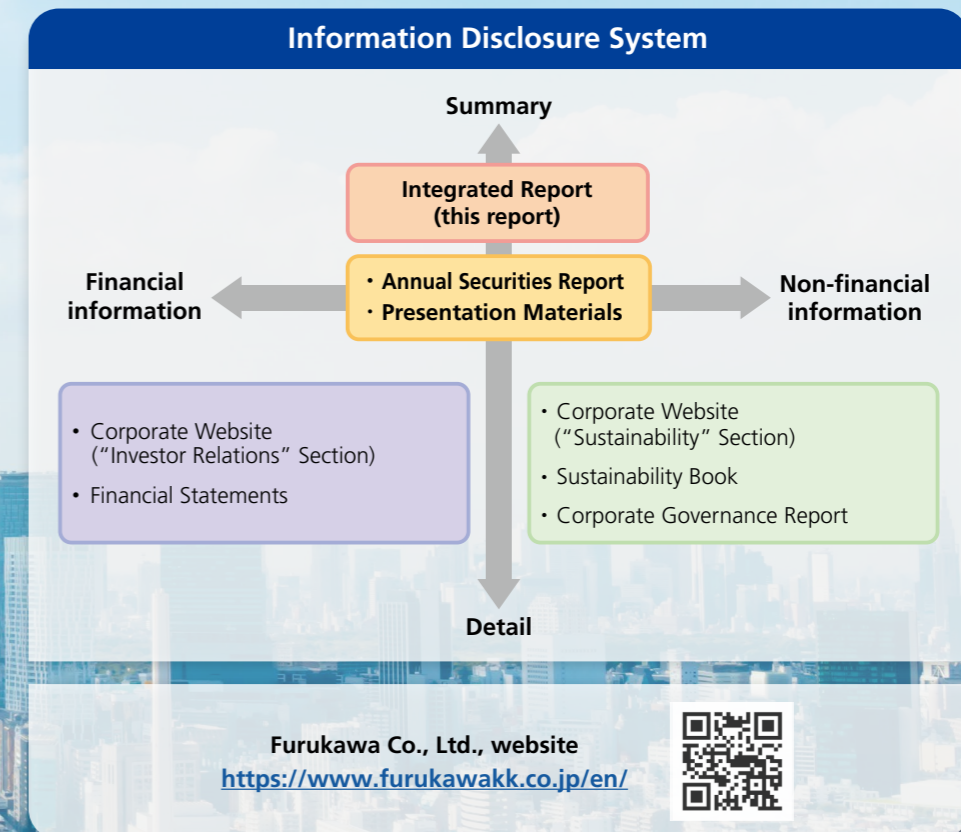 Information Disclosure System
Summary
Integrated Report
(this report)
Financial
information
・Annual Securities Report
・Presentation Materials
Non-financial
information
• Corporate Website
("Investor Relations" Section)
• Financial Statements
・Corporate Website
("Sustainability" Section)
・Sustainability Book
・Corporate Governance Report
Detail
Furukawa Co., Ltd., website
https://www.furukawakk.co.jp/en/